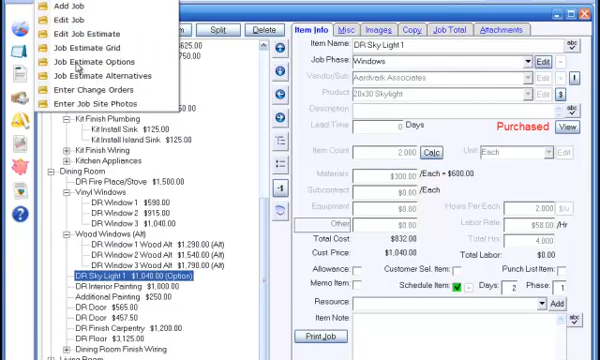 Add Job
Edit Job
Edit Job Estimate
Job Estimate Grid
Job Estimate Options
Job Estimate Alternatives
Enter Change Orders
Enter Job Site Photos
Kit Finish Plumbing
Kit Install Sink $125.00
Kit Install Island Sink $125.00
Kit Finish Wiring
Kitchen Appliances
Dining Room
DR Fire Place/Stove $1,500.00
Vinyl Windows
DR Window 1 $590.00
DR Window 2 $915.00
DR Window 3 $1,040.00
Wood Windows (Alt)
DR Window 1 Wood Alt $1,290.00 (Alt)
DR Window 2 Wood Alt $1,540.00 (Alt)
DR Window 3 Wood Alt $1,790.00 (Alt)
DR Sky Light 1 $1,040.00 (Option)
DR Interior Painting $1,000.00
Additional Painting $250.00
DR Door $565.00
DR Door $457.50
DR Finish Carpentry $1,200.00
DR Floor $3,125.00
Dining Room Finish Wiring
Living Room
Split
Delete
Item Info
Misc
Images
Copy
Job Total
Attachments
Item Name: DR Sky Light 1 abc
Job Phase: Windows Edit
Vendor/Sub Aardvark Associates
Product 20x30 Skylight $
Description: abc
Lead Time 0 Days Purchased View
Item Count 2.000 Calc Unit: Each Edit
Materials $300.00 /Each = $600.00
Subcontract $0.00 /Each
Equipment $0.00 Hours Per Each 2.000 $/u
Other $0.00 Labor Rate $58.00 /Hr
Total Cost: $832.00 Total Hrs 4.000
Cust. Price: $1,040.00 Total Labor: $0.00
Allowance: Customer Sel. Item: Punch List Item:
Memo Item: Schedule Item: Days: 2 Phase: 1
Resource: Add
Item Note: abc
Print Job